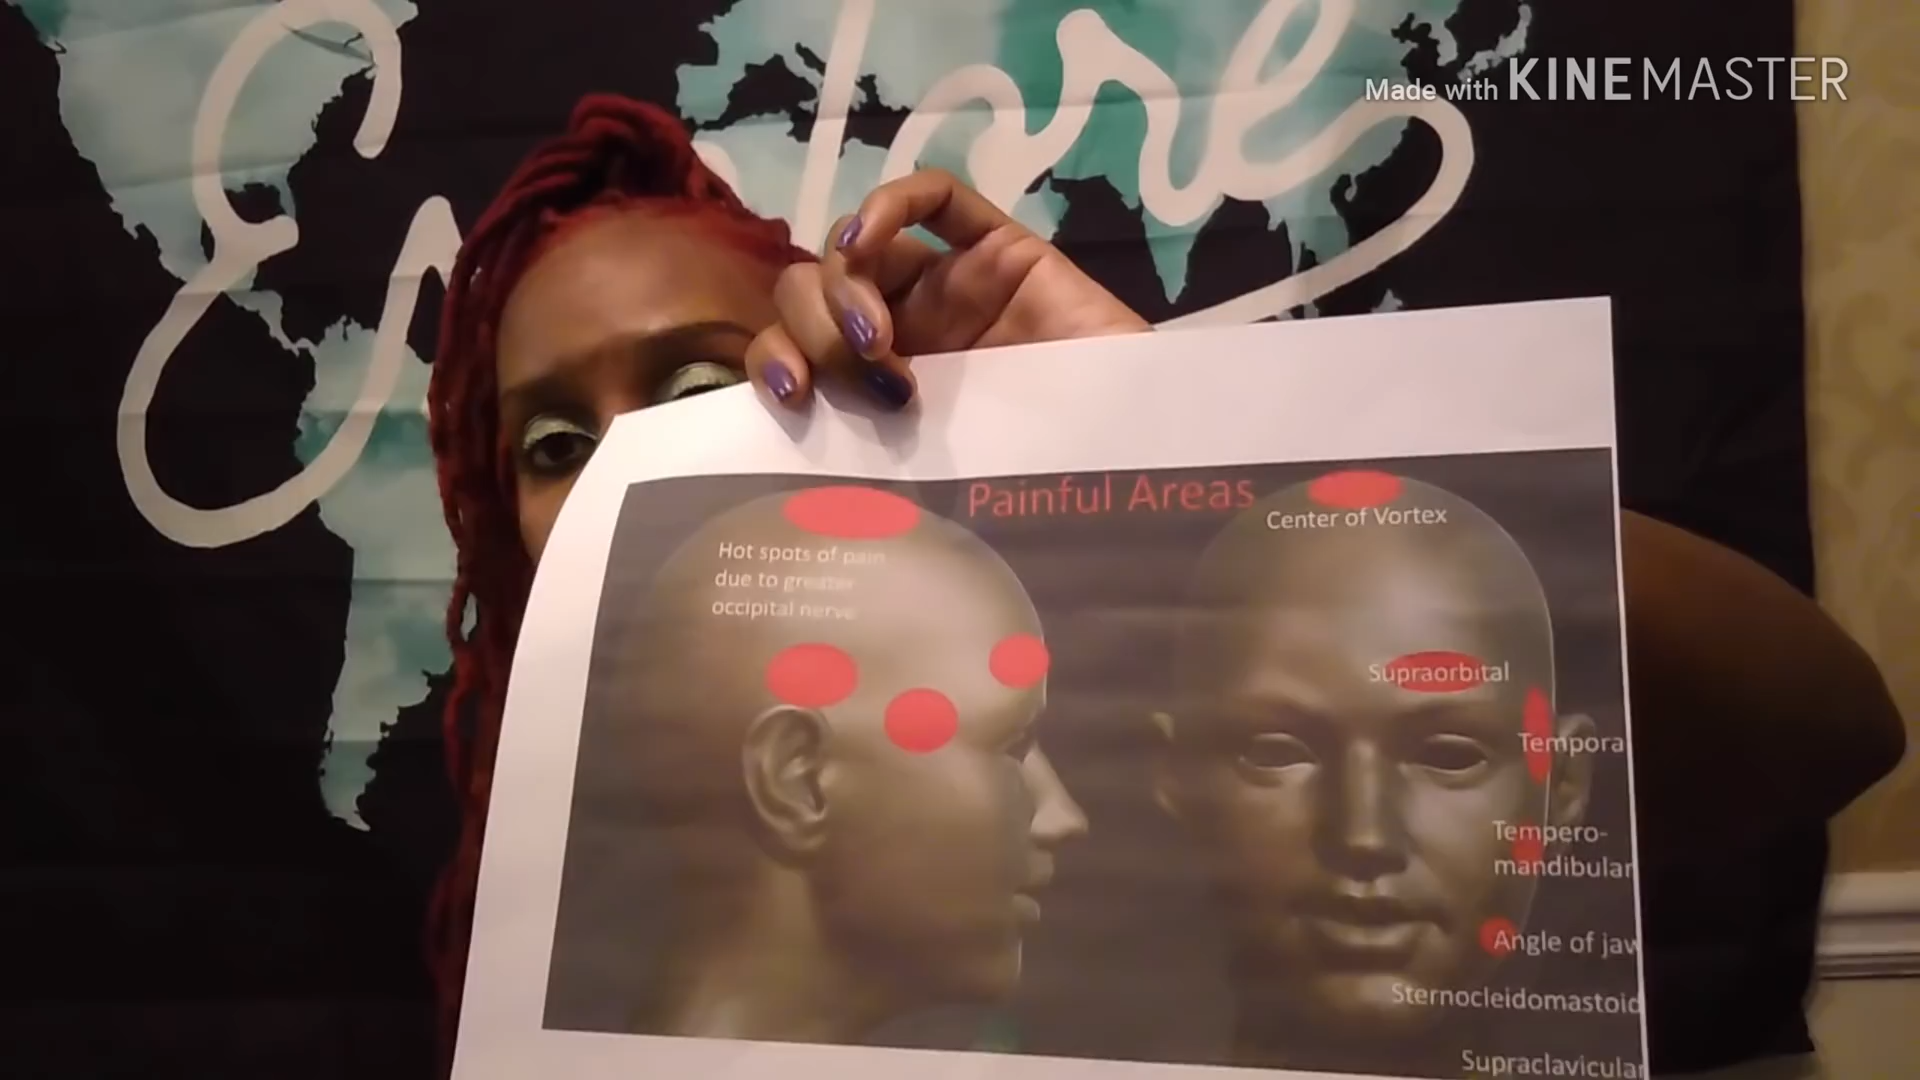 Explore
Made with KINEMASTER
Painful Areas
Center of Vortex
Hot spots of pain
due to greater
occipital nerve
Supraorbital
Tempora
Tempero-
mandibular
Angle of jaw
Sternocleidomastoid
Supraclavicular